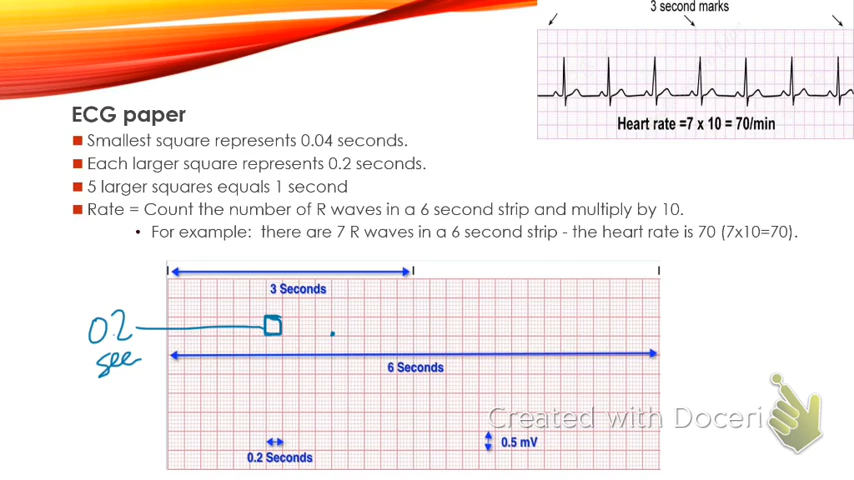 3 second marks
Heart rate =7 x 10 = 70/min
ECG paper
Smallest square represents 0.04 seconds.
Each larger square represents 0.2 seconds.
5 larger squares equals 1 second
Rate = Count the number of R waves in a 6 second strip and multiply by 10.
For example: there are 7 R waves in a 6 second strip - the heart rate is 70 (7x10=70).
3 Seconds
0.2
sec
6 Seconds
Created with Doceri
0.5 mV
0.2 Seconds